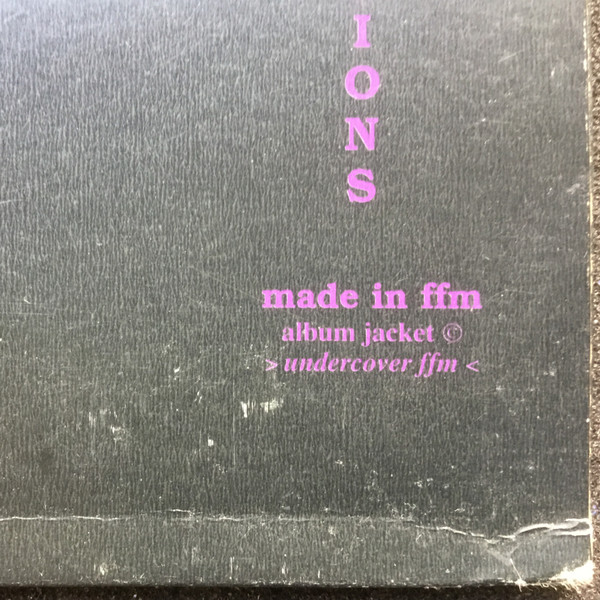 I
O
N
S
made in ffm
album jacket ©
> undercover ffm <